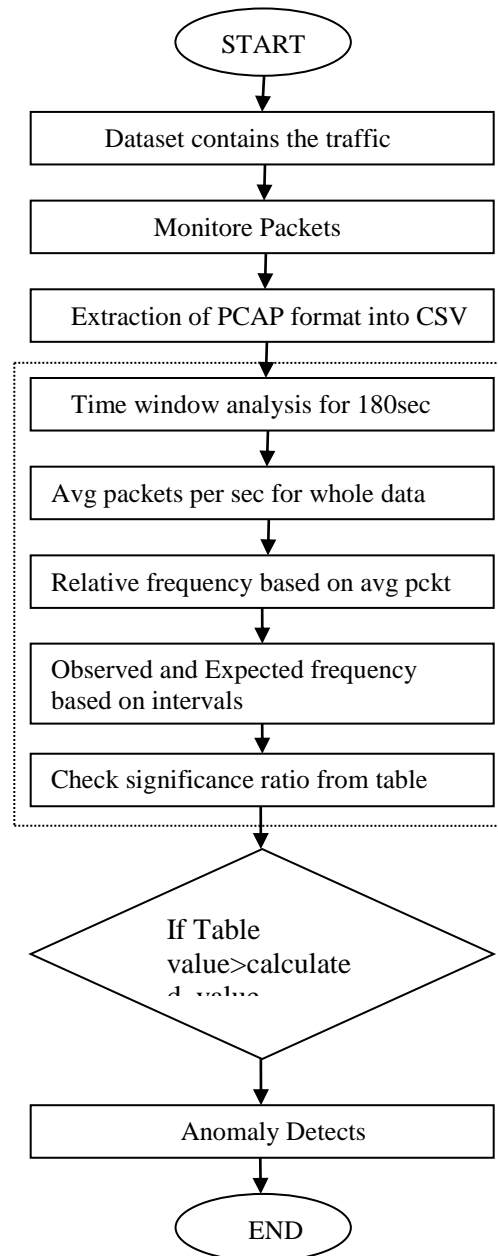 START
Dataset contains the traffic
Monitore Packets
Extraction of PCAP format into CSV
Time window analysis for 180sec
Avg packets per sec for whole data
Relative frequency based on avg pckt
Observed and Expected frequency
based on intervals
Check significance ratio from table
If Table
value>calculate
d value
Anomaly Detects
END